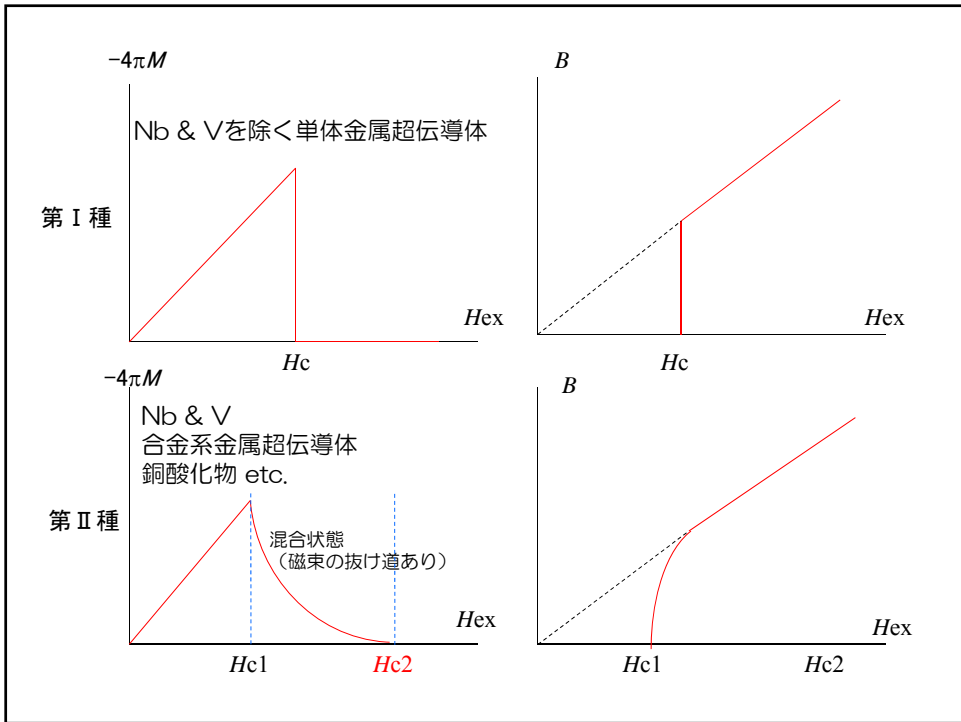 -4πM
B
Nb & Vを除く単体金属超伝導体
第Ⅰ種
Hex
Hex
Hc
Hc
-4πM
B
Nb & V
合金系金属超伝導体
銅酸化物 etc.
第Ⅱ種
混合状態
（磁束の抜け道あり）
Hex
Hex
Hc1
Hc2
Hc1
Hc2